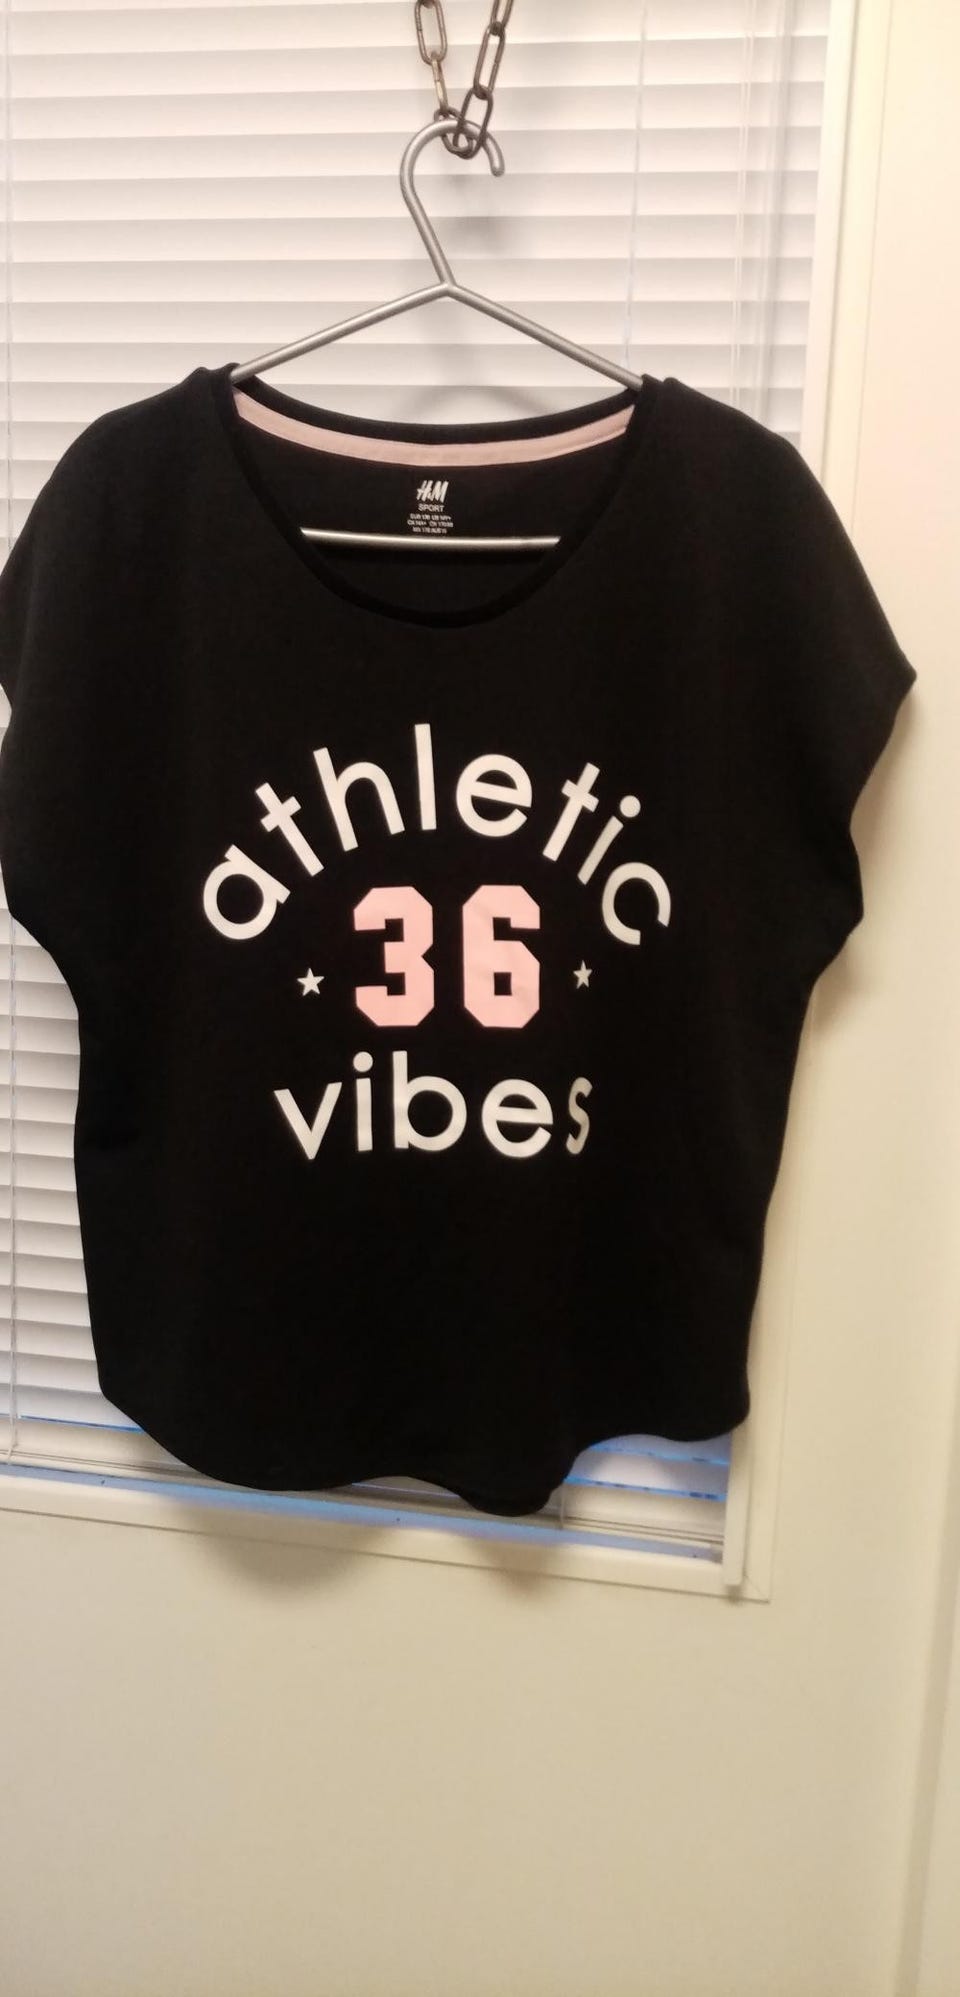 H&M
SPORT
athletic
36
vibes